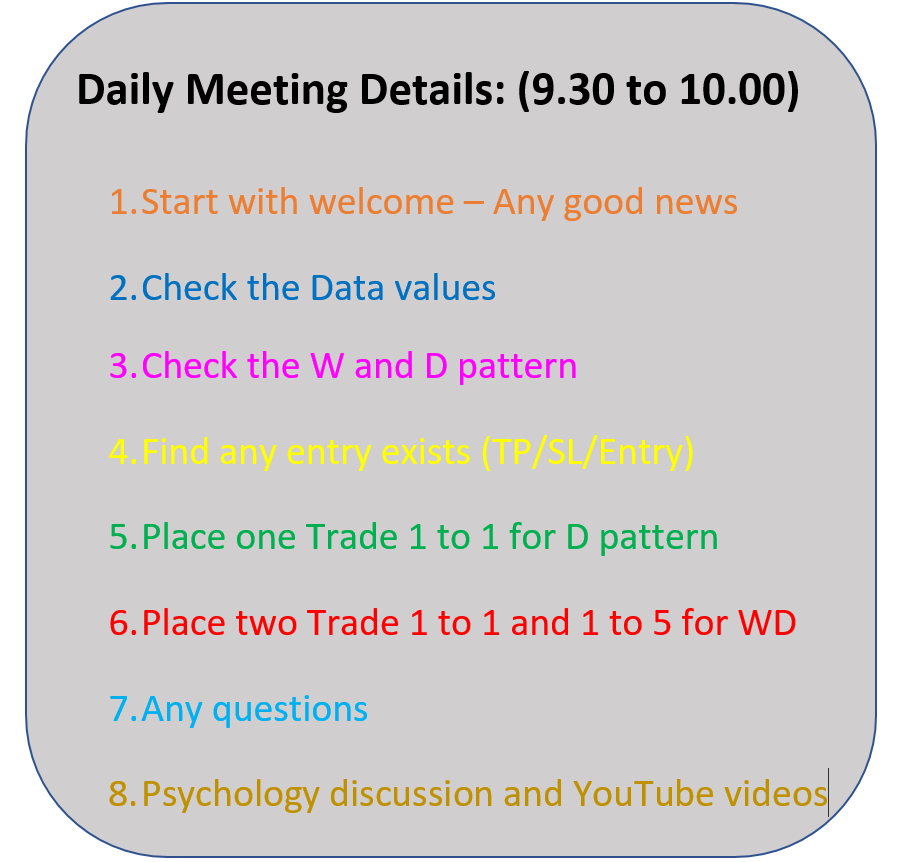 Daily Meeting Details: (9.30 to 10.00)
1.Start with welcome – Any good news
2.Check the Data values
3.Check the W and D pattern
4.Find any entry exists (TP/SL/Entry)
5.Place one Trade 1 to 1 for D pattern
6.Place two Trade 1 to 1 and 1 to 5 for WD
7.Any questions
8.Psychology discussion and YouTube videos